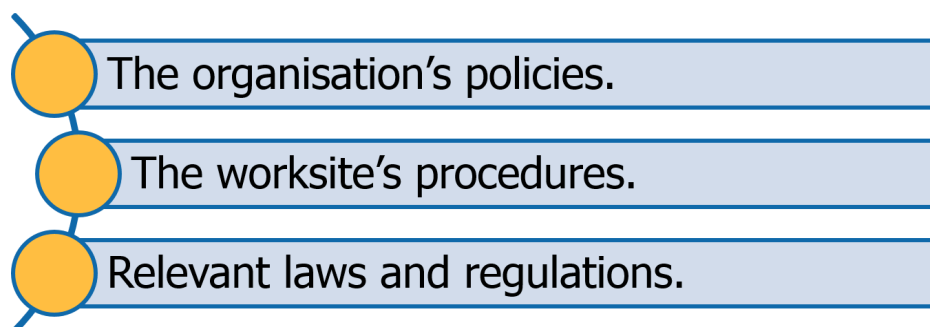 The organisation’s policies.
The worksite’s procedures.
Relevant laws and regulations.